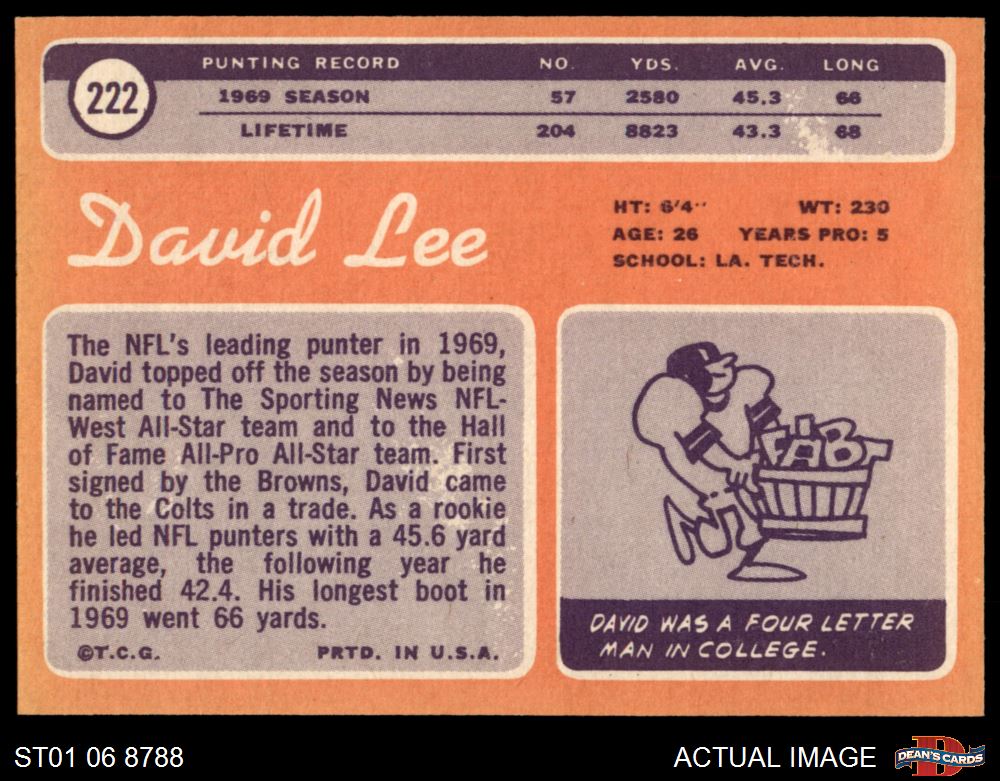 222
PUNTING RECORD NO. YDS. AVG. LONG
1969 SEASON 57 2580 45.3 66
LIFETIME 204 8823 43.3 68
David Lee
HT: 6'4" WT: 230
AGE: 26 YEARS PRO: 5
SCHOOL: LA. TECH.
The NFL's leading punter in 1969,
David topped off the season by being
named to The Sporting News NFL-
West All-Star team and to the Hall
of Fame All-Pro All-Star team. First
signed by the Browns, David came
to the Colts in a trade. As a rookie
he led NFL punters with a 45.6 yard
average, the following year he
finished 42.4. His longest boot in
1969 went 66 yards.
©T.C.G. PRTD. IN U.S.A.
DAVID WAS A FOUR LETTER
MAN IN COLLEGE.
ST01 06 8788
ACTUAL IMAGE
D
DEAN'S CARDS